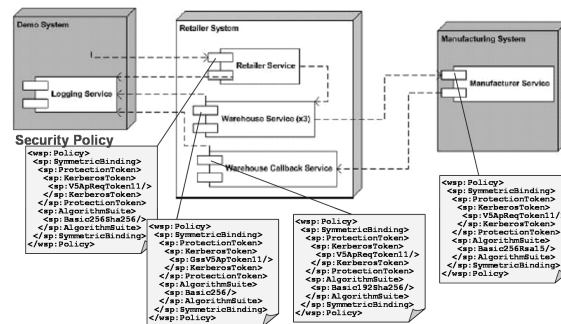 Demo System
Retailer System
Manufacturing System
Retailer Service
Logging Service
Manufacturer Service
Warehouse Service (x3)
Warehouse Callback Service
Security Policy
<wsp:Policy>
<sp:SymmetricBinding>
<sp:ProtectionToken>
<sp:KerberosToken>
<sp:V5ApReqToken11/>
</sp:KerberosToken>
</sp:ProtectionToken>
<sp:AlgorithmSuite>
<sp:Basic256Sha256/>
</sp:AlgorithmSuite>
</sp:SymmetricBinding>
</wsp:Policy>
<wsp:Policy>
<sp:SymmetricBinding>
<sp:ProtectionToken>
<sp:KerberosToken>
<sp:GssV5ApToken11/>
</sp:KerberosToken>
</sp:ProtectionToken>
<sp:AlgorithmSuite>
<sp:Basic256/>
</sp:AlgorithmSuite>
</sp:SymmetricBinding>
</wsp:Policy>
<wsp:Policy>
<sp:SymmetricBinding>
<sp:ProtectionToken>
<sp:KerberosToken>
<sp:V5ApReqToken11/>
</sp:KerberosToken>
</sp:ProtectionToken>
<sp:AlgorithmSuite>
<sp:Basic192Sha256/>
</sp:AlgorithmSuite>
</sp:SymmetricBinding>
</wsp:Policy>
<wsp:Policy>
<sp:SymmetricBinding>
<sp:ProtectionToken>
<sp:KerberosToken>
<sp:V5ApReqToken11/
</sp:KerberosToken>
</sp:ProtectionToken>
<sp:AlgorithmSuite>
<sp:Basic256Rsa15/>
</sp:AlgorithmSuite>
</sp:SymmetricBinding>
</wsp:Policy>